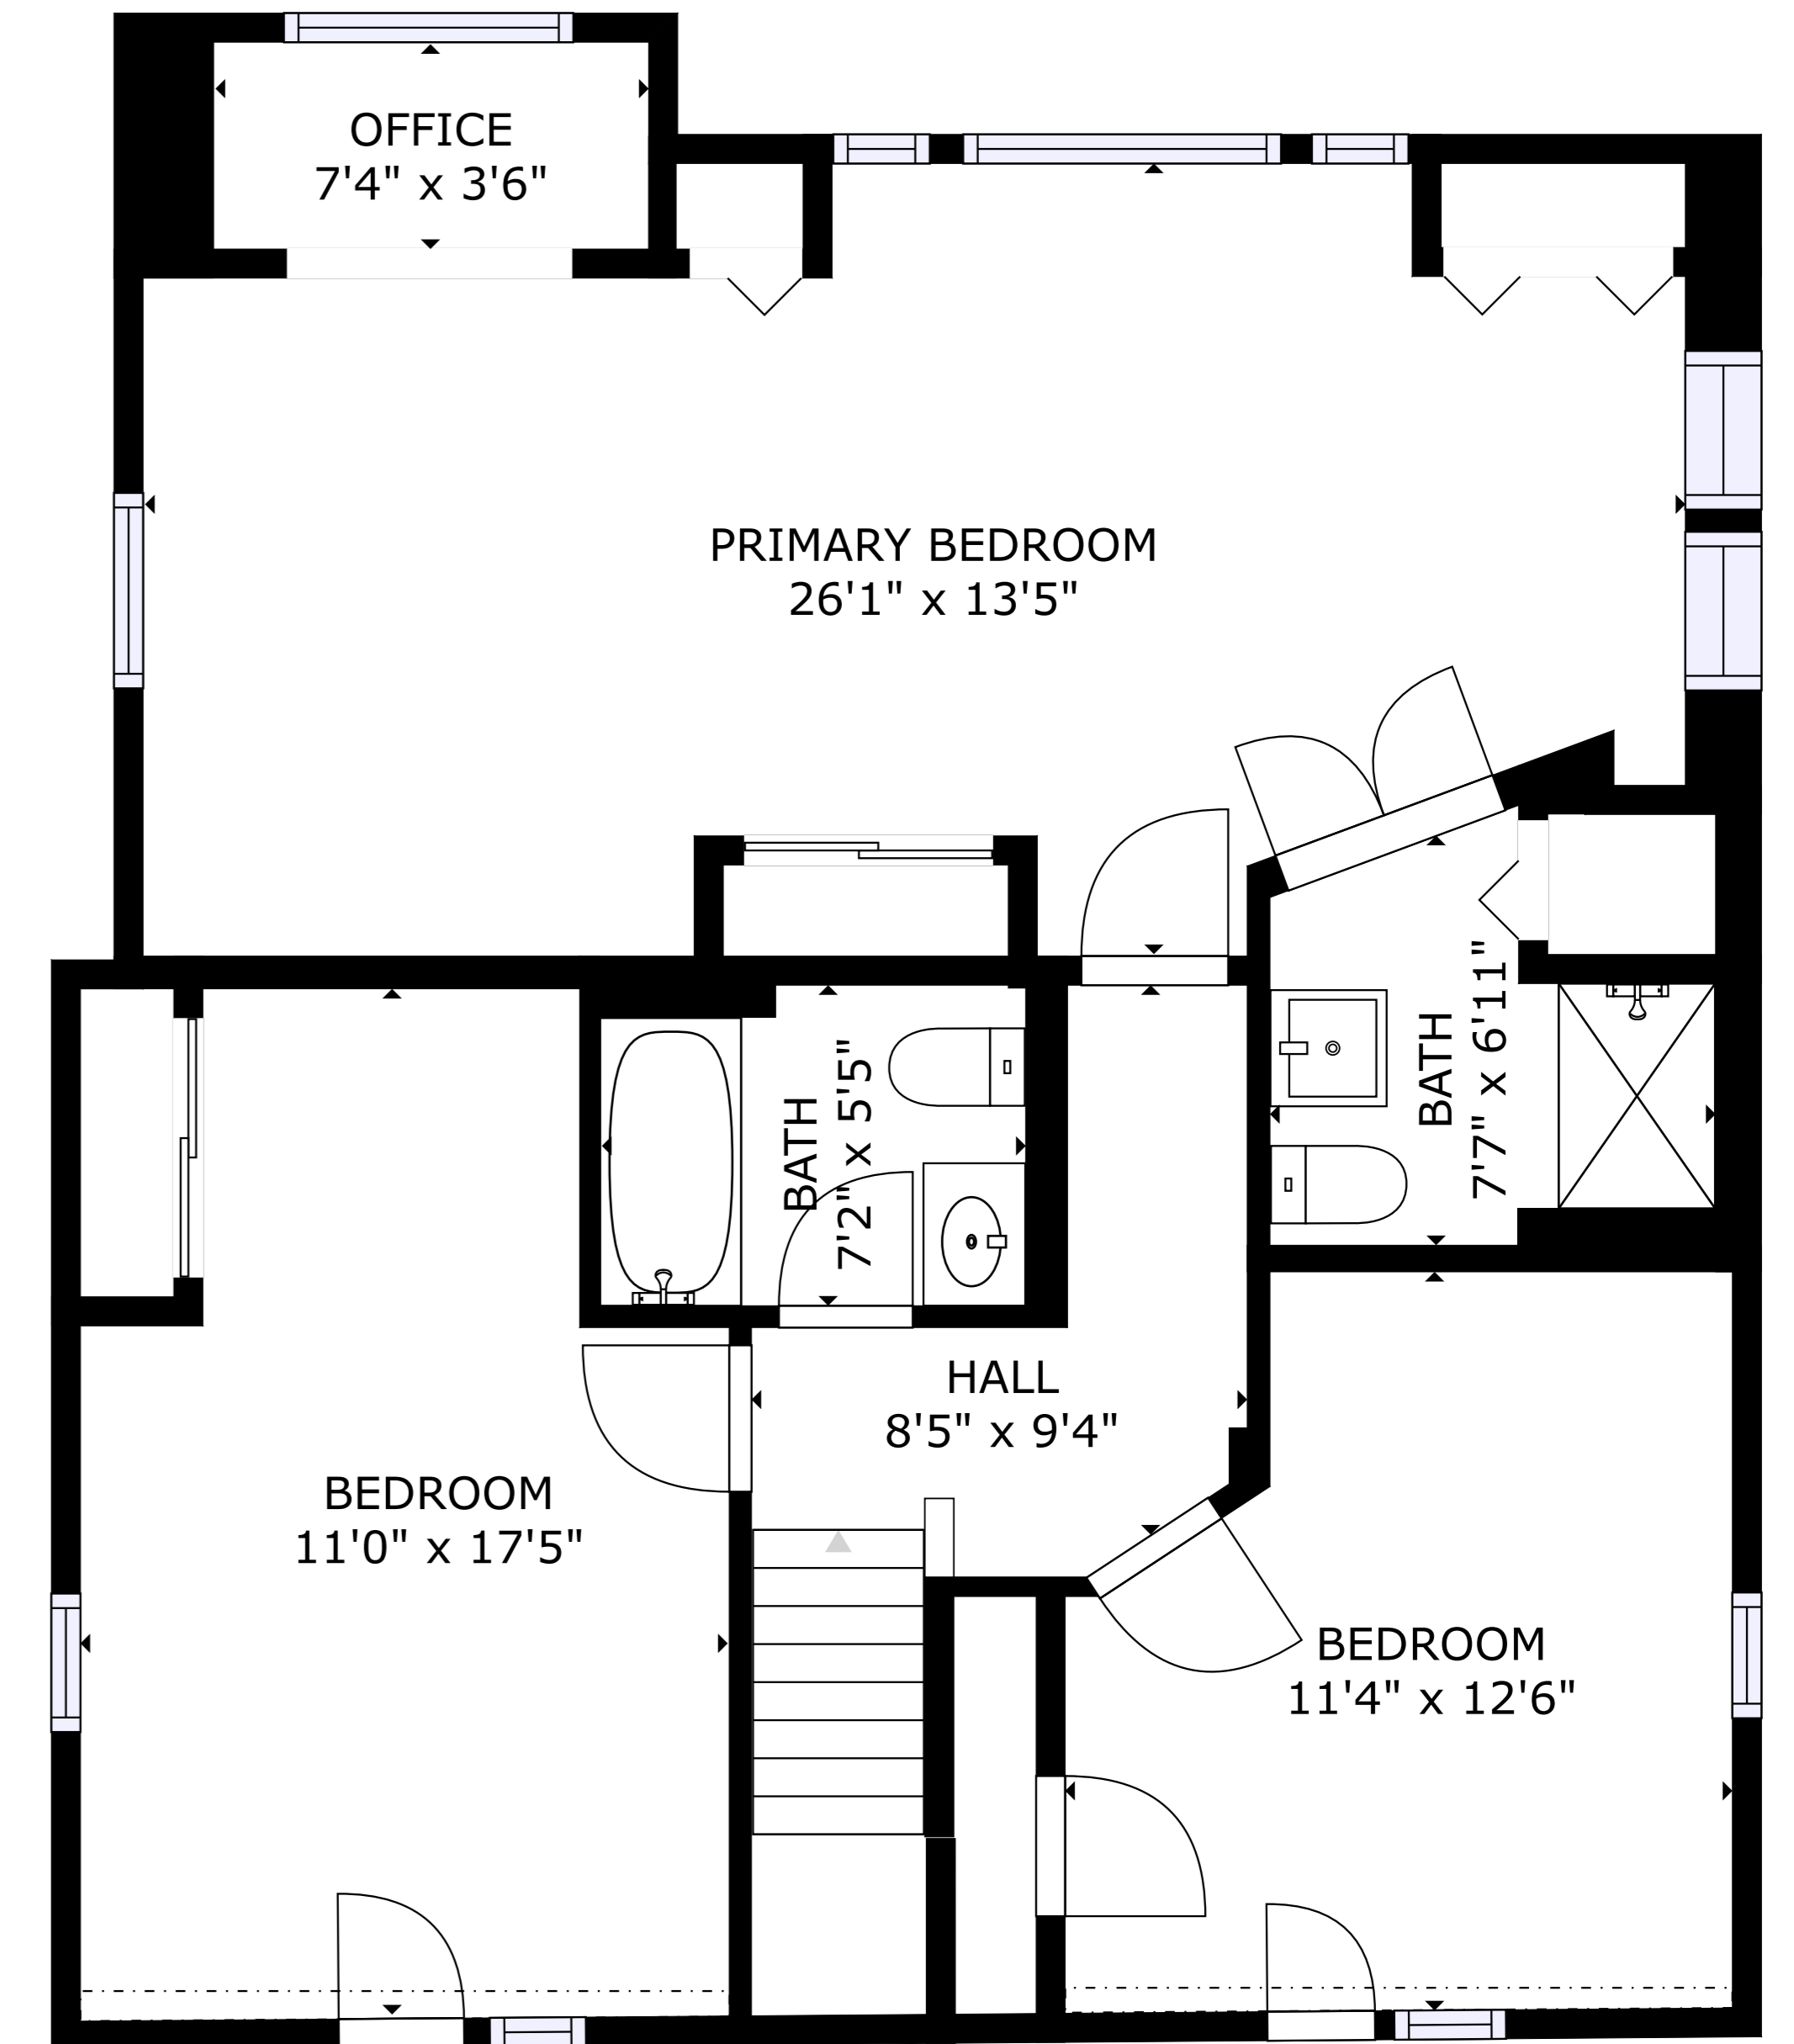 OFFICE
7'4" x 3'6"
PRIMARY BEDROOM
26'1" x 13'5"
BATH
7'2" x 5'5"
BATH
7'7" x 6'11"
HALL
8'5" x 9'4"
BEDROOM
11'0" x 17'5"
BEDROOM
11'4" x 12'6"